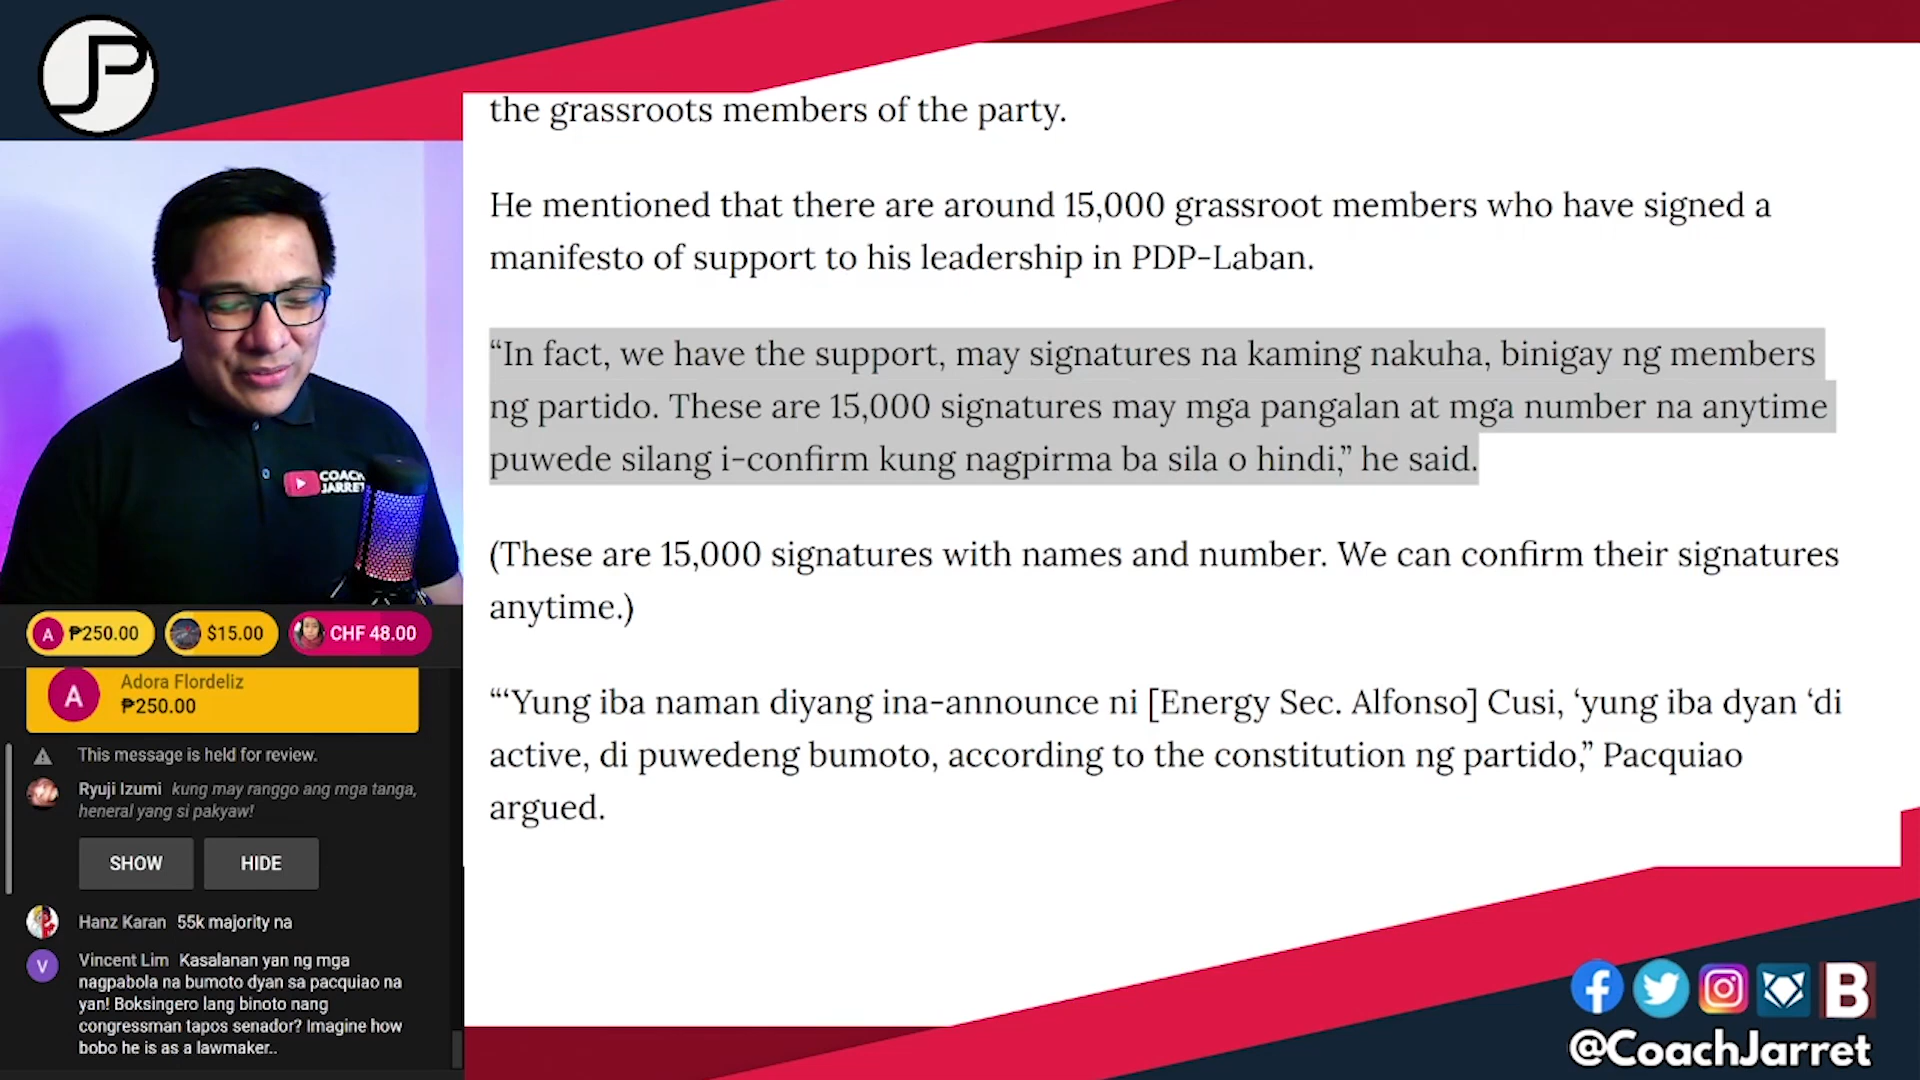 JP
the grassroots members of the party.
He mentioned that there are around 15,000 grassroot members who have signed a
manifesto of support to his leadership in PDP-Laban.
“In fact, we have the support, may signatures na kaming nakuha, binigay ng members
ng partido. These are 15,000 signatures may mga pangalan at mga number na anytime
puwede silang i-confirm kung nagpirma ba sila o hindi,” he said.
(These are 15,000 signatures with names and number. We can confirm their signatures
anytime.)
“‘Yung iba naman diyang ina-announce ni [Energy Sec. Alfonso] Cusi, ‘yung iba dyan ‘di
active, di puwedeng bumoto, according to the constitution ng partido,” Pacquiao
argued.
COACH
JARRET
A ₱250.00 $15.00 CHF 48.00
A
Adora Flordeliz
₱250.00
This message is held for review.
Ryuji Izumi kung may ranggo ang mga tanga,
heneral yang si pakyaw!
SHOW HIDE
Hanz Karan 55k majority na
V Vincent Lim Kasalanan yan ng mga
nagpabola na bumoto dyan sa pacquiao na
yan! Boksingero lang binoto nang
congressman tapos senador? Imagine how
bobo he is as a lawmaker..
B
@CoachJarret